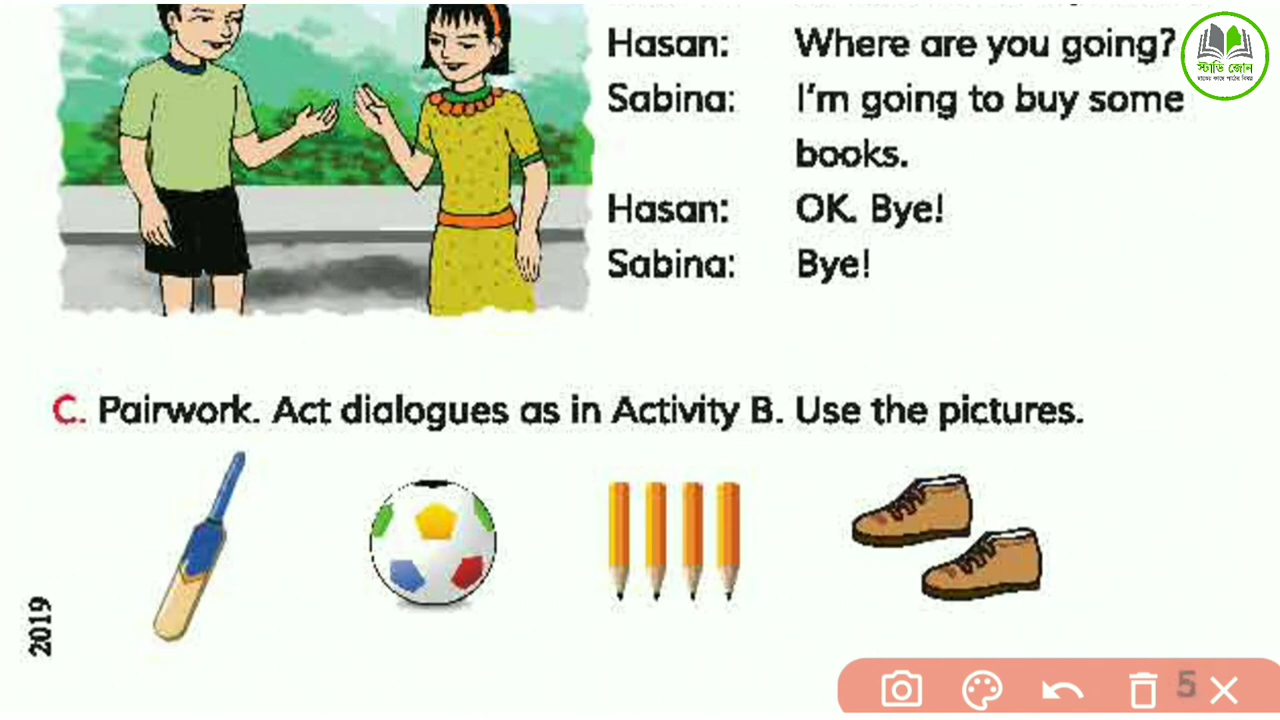 Hasan: Where are you going?
Sabina: I'm going to buy some
books.
Hasan: OK. Bye!
Sabina: Bye!
স্টাডি জোন
C. Pairwork. Act dialogues as in Activity B. Use the pictures.
2019
5